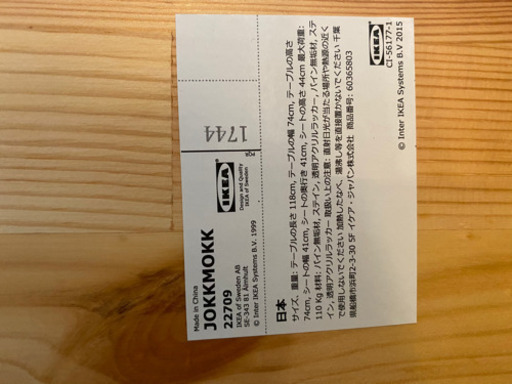 Made in China
JOKKMOKK
22709
IKEA of Sweden AB
SE-343 81 Älmhult
© Inter IKEA Systems B.V. 1999
IKEA
Design and Quality
IKEA of Sweden
PQA
1744
日本
サイズ、重量: テーブルの長さ 118cm, テーブルの幅 74cm, テーブルの高さ
74cm, シートの幅 41cm, シートの奥行き 41cm, シートの高さ 44cm 最大荷重:
110 Kg 材料: パイン無垢材, ステイン, 透明アクリルラッカー, パイン無垢材, ステ
イン, 透明アクリルラッカー 取扱い上の注意: 直射日光が当たる場所や熱源の近く
で使用しないでください 加熱したなべ、湯沸し等を直接置かないでください 千葉
県船橋市浜町2-3-30 5F イケア・ジャパン株式会社 商品番号: 60365803
IKEA
CI-56177-1
© Inter IKEA Systems B.V 2015